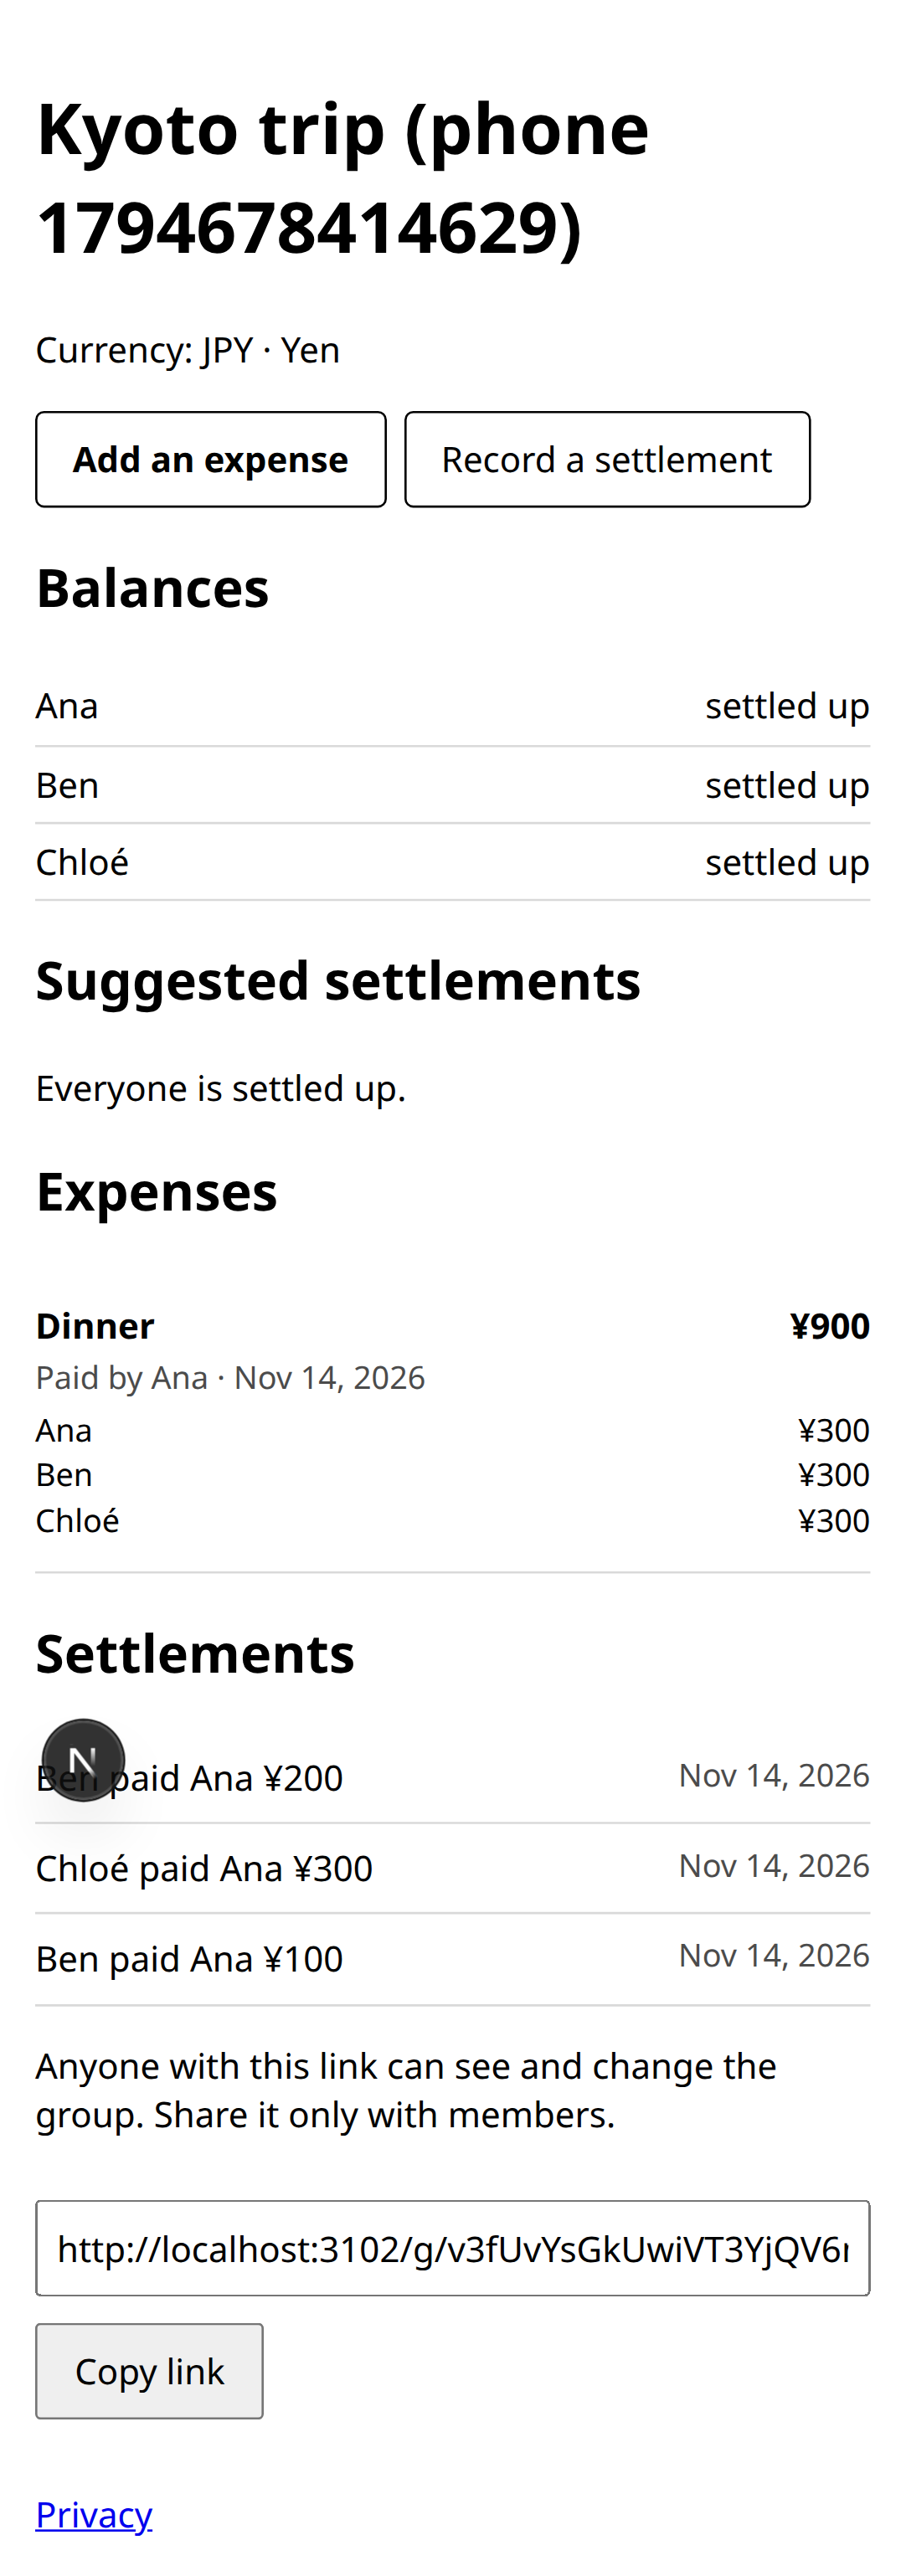 Kyoto trip (phone
1794678414629)
Currency: JPY · Yen
Add an expense
Record a settlement
Balances
Ana settled up
Ben settled up
Chloé settled up
Suggested settlements
Everyone is settled up.
Expenses
Dinner ¥900
Paid by Ana · Nov 14, 2026
Ana ¥300
Ben ¥300
Chloé ¥300
Settlements
N
Ben paid Ana ¥200 Nov 14, 2026
Chloé paid Ana ¥300 Nov 14, 2026
Ben paid Ana ¥100 Nov 14, 2026
Anyone with this link can see and change the
group. Share it only with members.
http://localhost:3102/g/v3fUvYsGkUwiVT3YjQV6
Copy link
Privacy